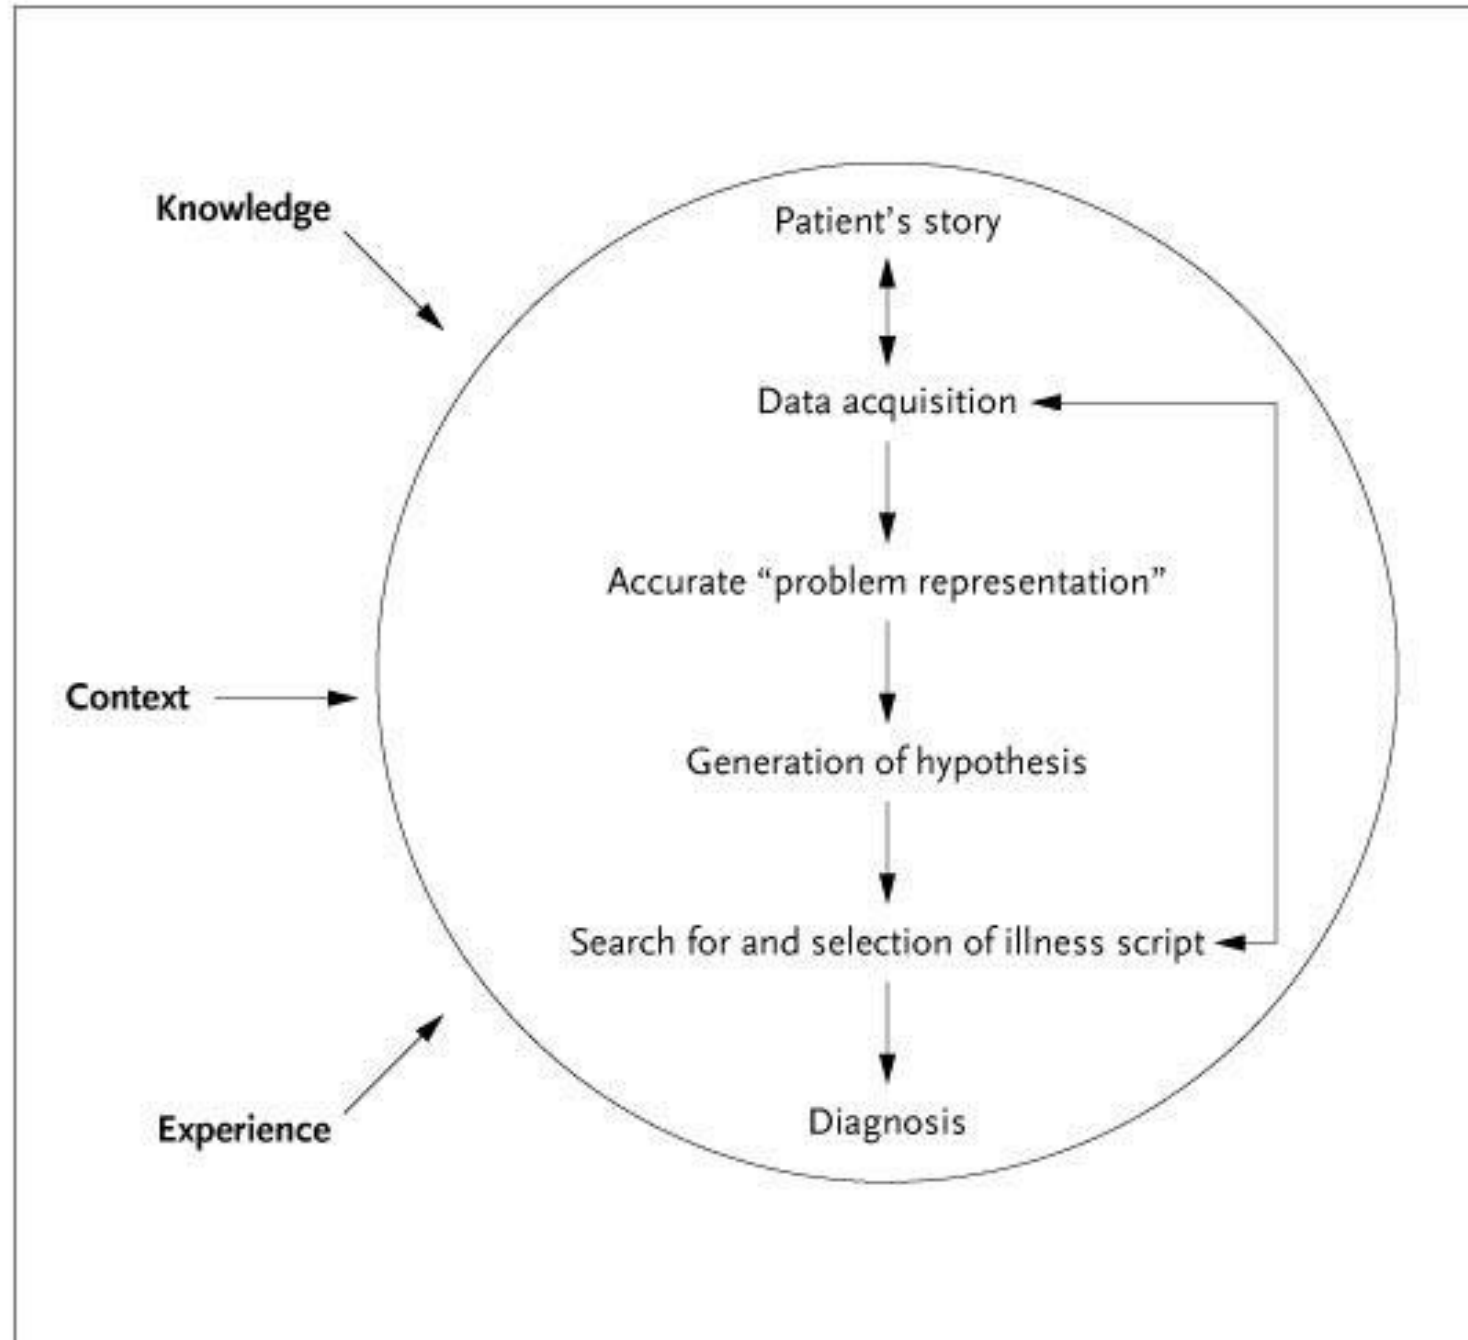 Knowledge
Patient’s story
Data acquisition
Accurate “problem representation”
Context
Generation of hypothesis
Search for and selection of illness script
Experience
Diagnosis